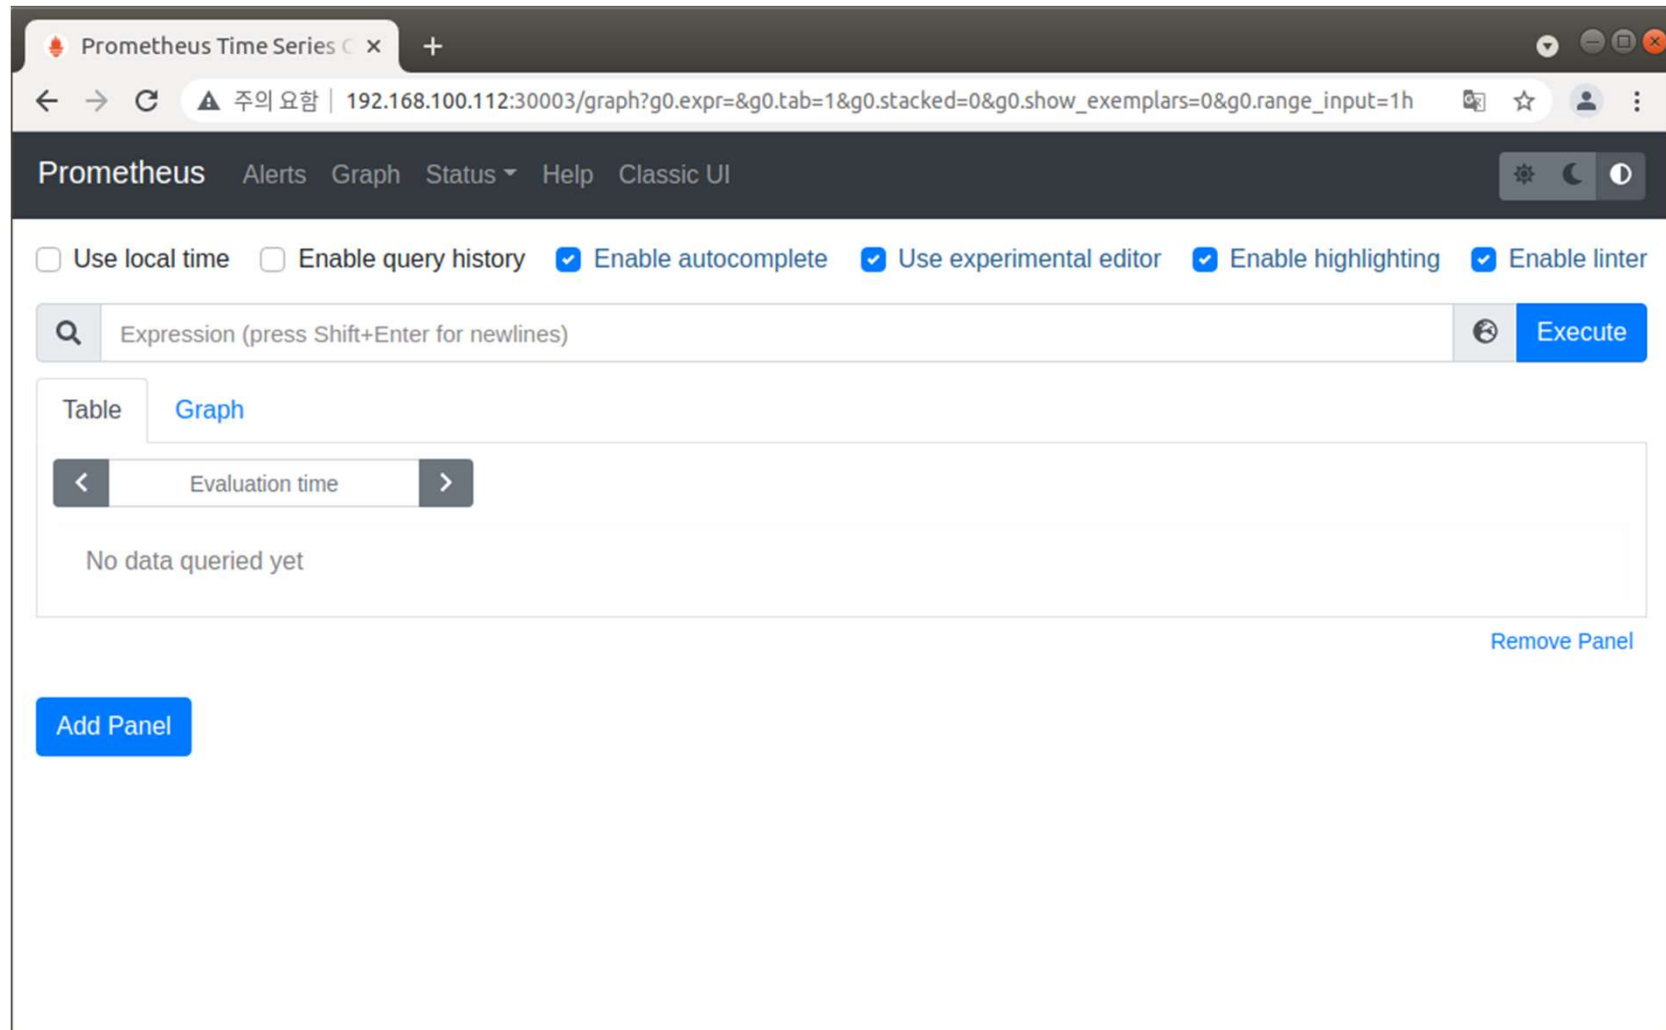 Prometheus Time Series C
주의 요함 192.168.100.112:30003/graph?g0.expr=&g0.tab=1&g0.stacked=0&g0.show_exemplars=0&g0.range_input=1h
Prometheus Alerts Graph Status Help Classic UI
Use local time Enable query history Enable autocomplete Use experimental editor Enable highlighting Enable linter
Expression (press Shift+Enter for newlines) Execute
Table Graph
Evaluation time
No data queried yet
Remove Panel
Add Panel